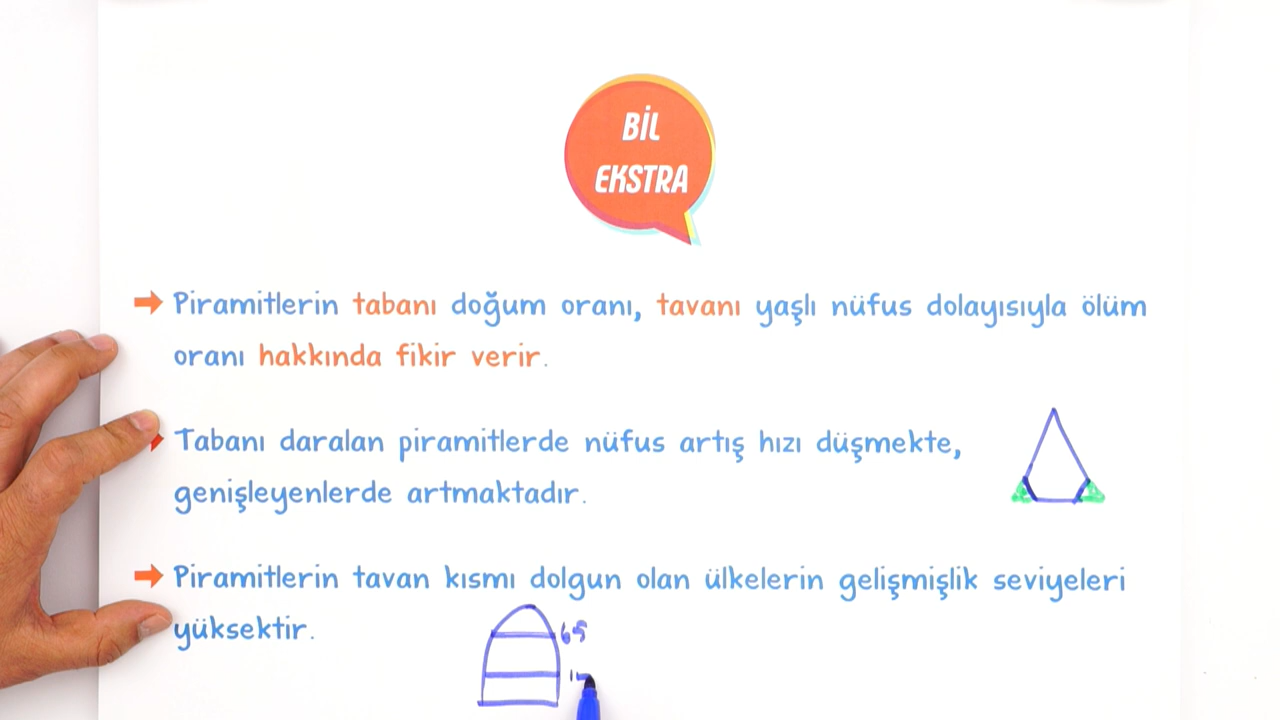 BİL
EKSTRA
Piramitlerin tabanı doğum oranı, tavanı yaşlı nüfus dolayısıyla ölüm
oranı hakkında fikir verir.
Tabanı daralan piramitlerde nüfus artış hızı düşmekte,
genişleyenlerde artmaktadır.
Piramitlerin tavan kısmı dolgun olan ülkelerin gelişmişlik seviyeleri
yüksektir.
65